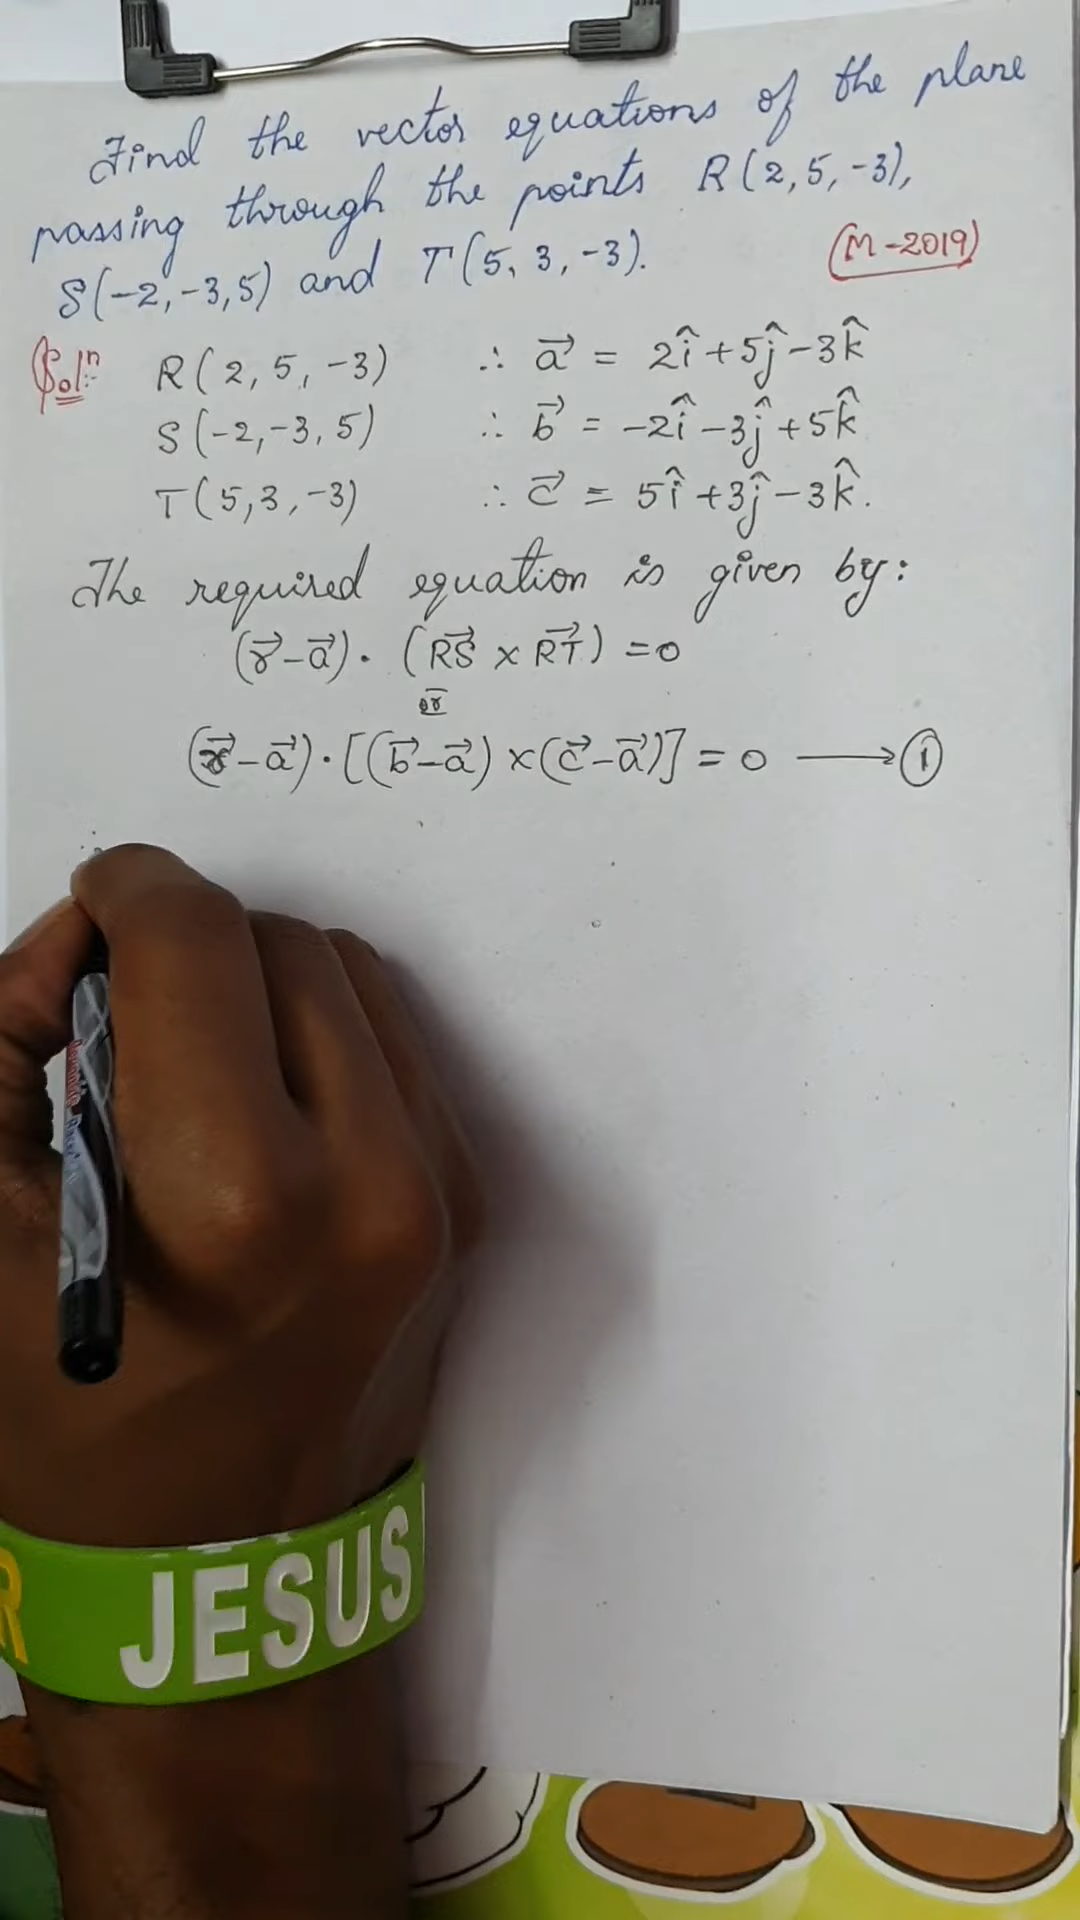 Find the vector equations of the plane
passing through the points R(2, 5, -3),
S(-2, -3, 5) and T(5, 3, -3).
(M-2019)
Solⁿ:- R(2, 5, -3) ∴ a⃗ = 2î + 5ĵ - 3k̂
S(-2, -3, 5) ∴ b⃗ = -2î - 3ĵ + 5k̂
T(5, 3, -3) ∴ c⃗ = 5î + 3ĵ - 3k̂.
The required equation is given by:
(r⃗ - a⃗) · (RS⃗ × RT⃗) = 0
or
(r⃗ - a⃗) · [(b⃗ - a⃗) × (c⃗ - a⃗)] = 0 ⟶ ①
JESUS